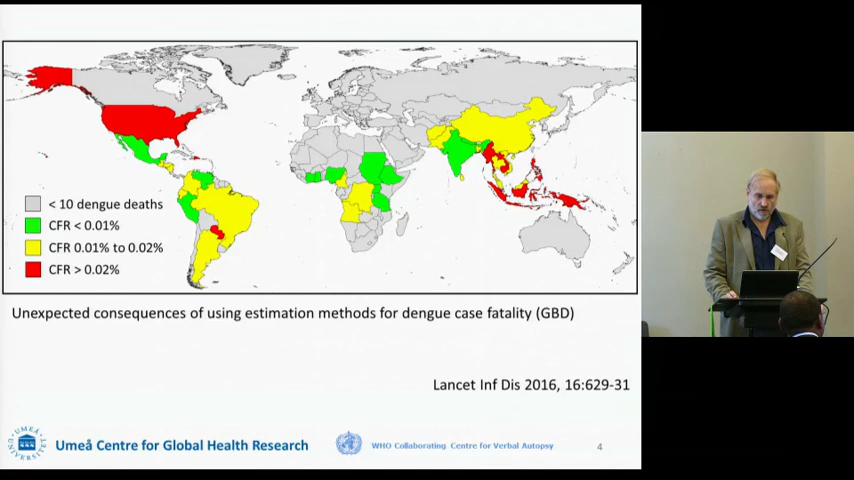 < 10 dengue deaths
CFR < 0.01%
CFR 0.01% to 0.02%
CFR > 0.02%
Unexpected consequences of using estimation methods for dengue case fatality (GBD)
Lancet Inf Dis 2016, 16:629-31
Umeå Centre for Global Health Research
WHO Collaborating Centre for Verbal Autopsy
4